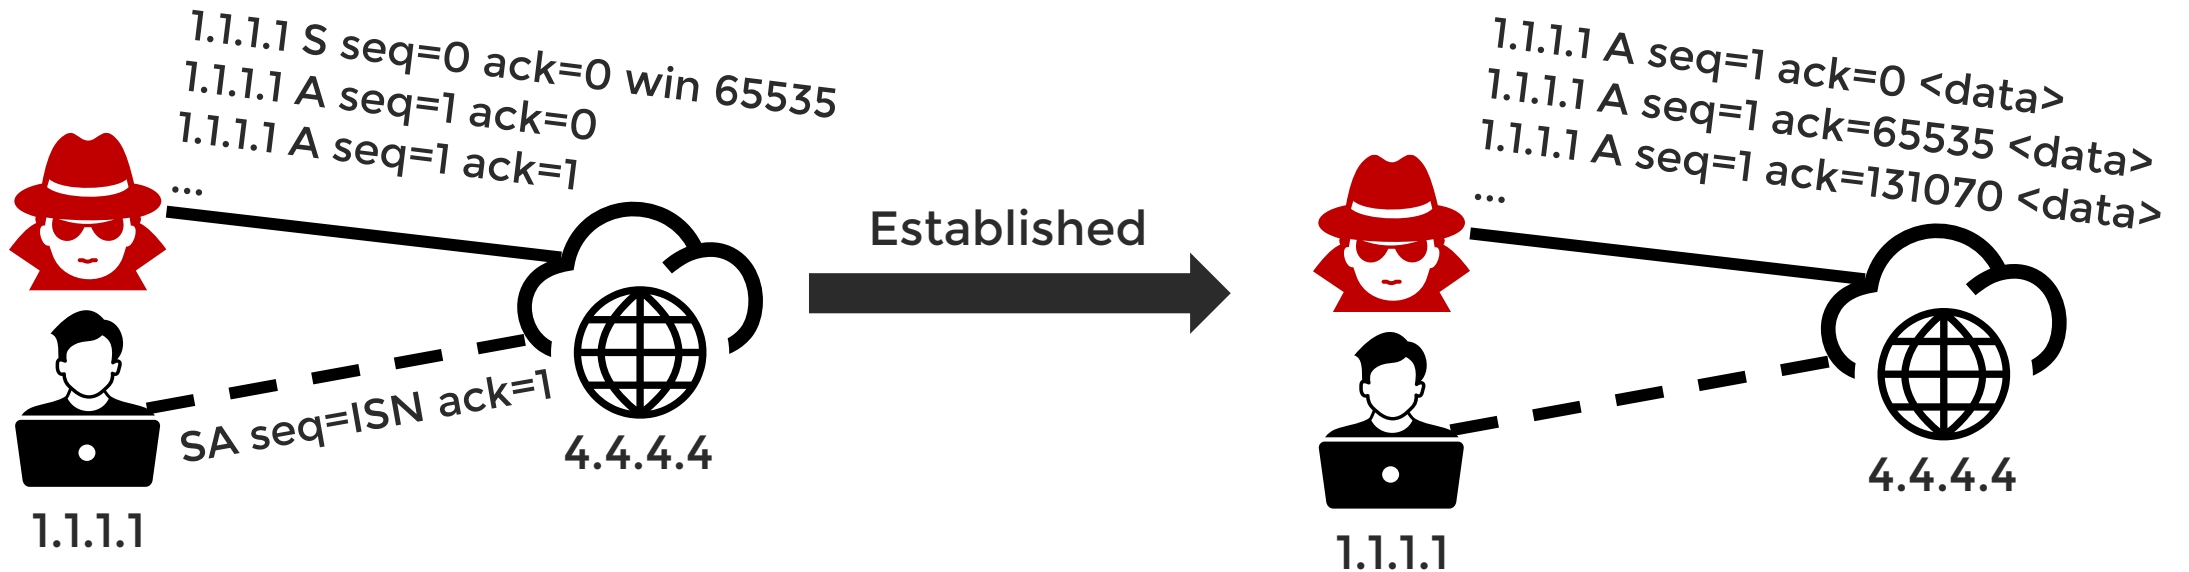 1.1.1.1 S seq=0 ack=0 win 65535
1.1.1.1 A seq=1 ack=0
1.1.1.1 A seq=1 ack=1
...
SA seq=ISN ack=1
4.4.4.4
1.1.1.1
Established
1.1.1.1 A seq=1 ack=0 <data>
1.1.1.1 A seq=1 ack=65535 <data>
1.1.1.1 A seq=1 ack=131070 <data>
...
4.4.4.4
1.1.1.1